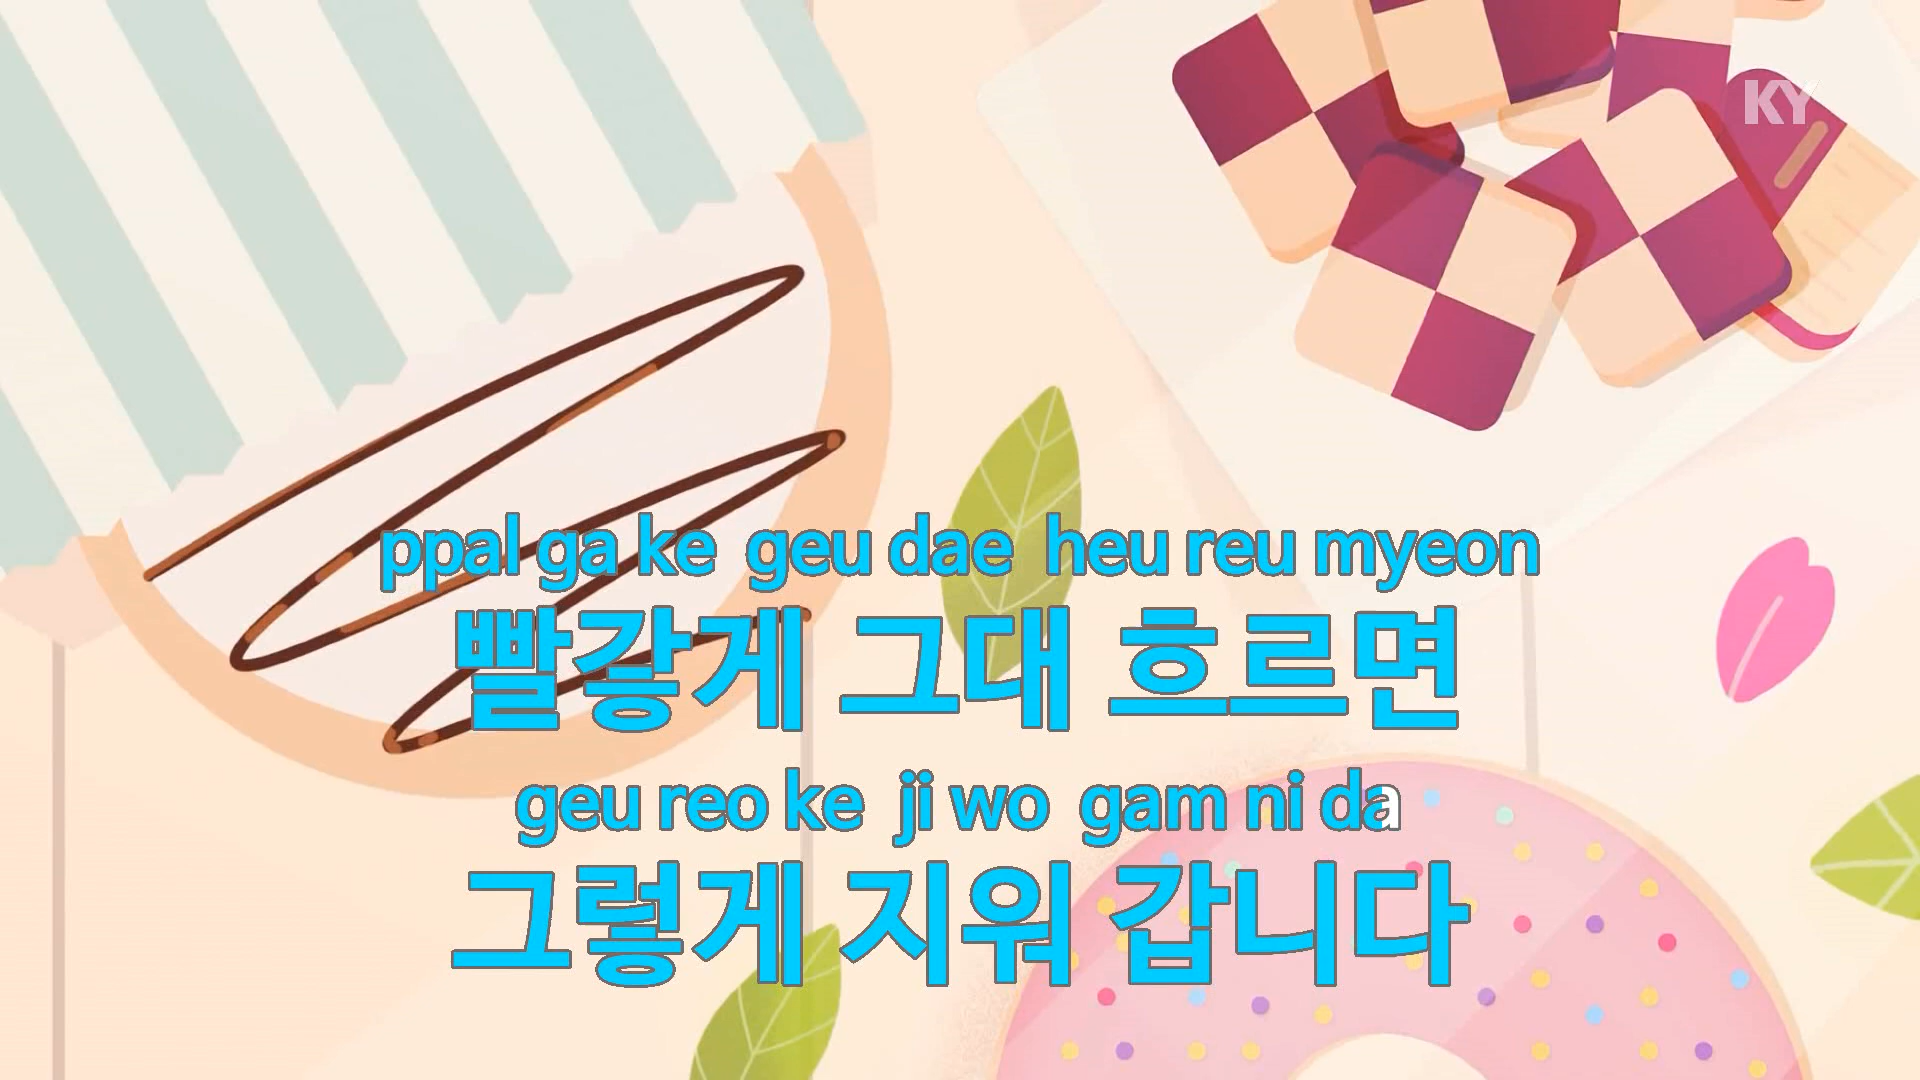 KY
ppal ga ke geu dae heu reu myeon
빨갛게 그대 흐르면
geu reo ke ji wo gam ni da
그렇게 지워 갑니다